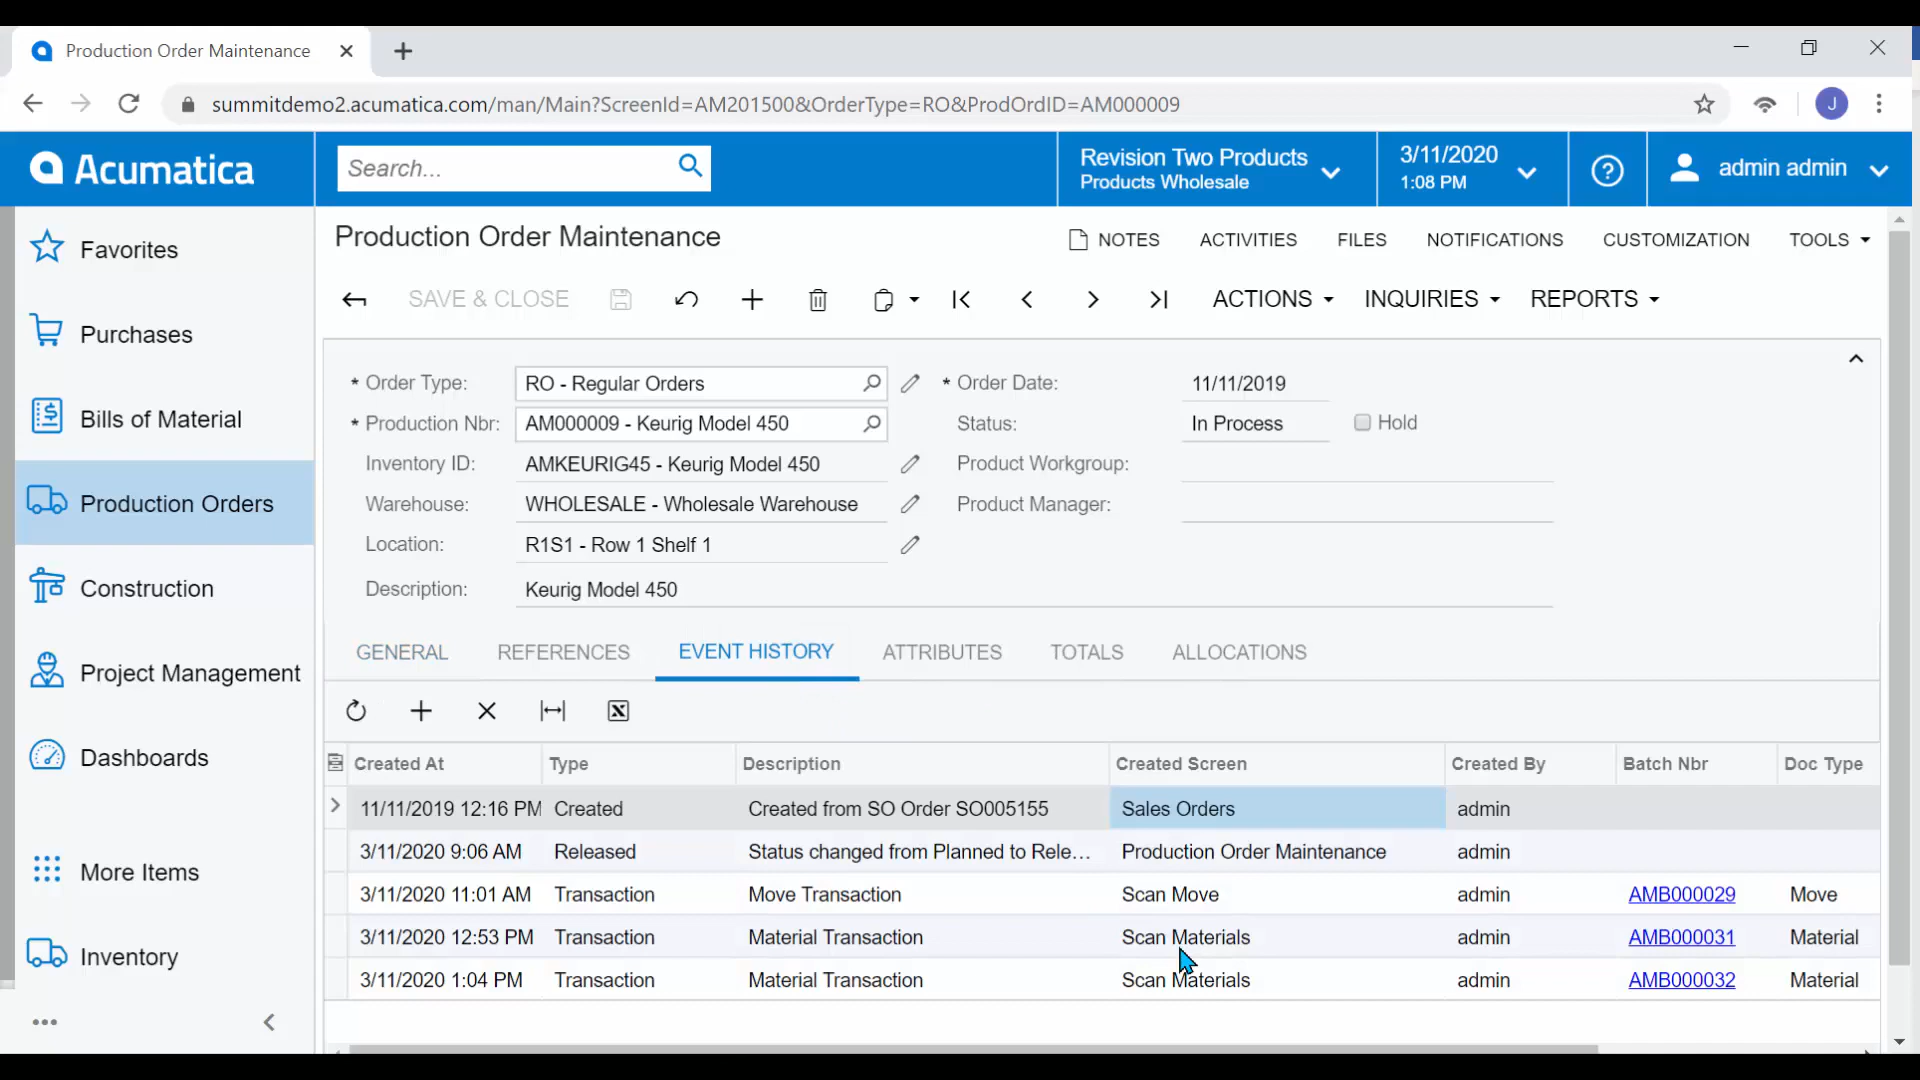 Production Order Maintenance
summitdemo2.acumatica.com/man/Main?ScreenId=AM201500&OrderType=RO&ProdOrdID=AM000009
J
Acumatica
Search...
Revision Two Products
Products Wholesale
3/11/2020
1:08 PM
?
admin admin
Favorites
Purchases
Bills of Material
Production Orders
Construction
Project Management
Dashboards
More Items
Inventory
Production Order Maintenance
NOTES ACTIVITIES FILES NOTIFICATIONS CUSTOMIZATION TOOLS
SAVE & CLOSE ACTIONS INQUIRIES REPORTS
* Order Type: RO - Regular Orders * Order Date: 11/11/2019
* Production Nbr: AM000009 - Keurig Model 450 Status: In Process Hold
Inventory ID: AMKEURIG45 - Keurig Model 450 Product Workgroup:
Warehouse: WHOLESALE - Wholesale Warehouse Product Manager:
Location: R1S1 - Row 1 Shelf 1
Description: Keurig Model 450
GENERAL REFERENCES EVENT HISTORY ATTRIBUTES TOTALS ALLOCATIONS
Created At Type Description Created Screen Created By Batch Nbr Doc Type
11/11/2019 12:16 PM Created Created from SO Order SO005155 Sales Orders admin
3/11/2020 9:06 AM Released Status changed from Planned to Rele... Production Order Maintenance admin
3/11/2020 11:01 AM Transaction Move Transaction Scan Move admin AMB000029 Move
3/11/2020 12:53 PM Transaction Material Transaction Scan Materials admin AMB000031 Material
3/11/2020 1:04 PM Transaction Material Transaction Scan Materials admin AMB000032 Material